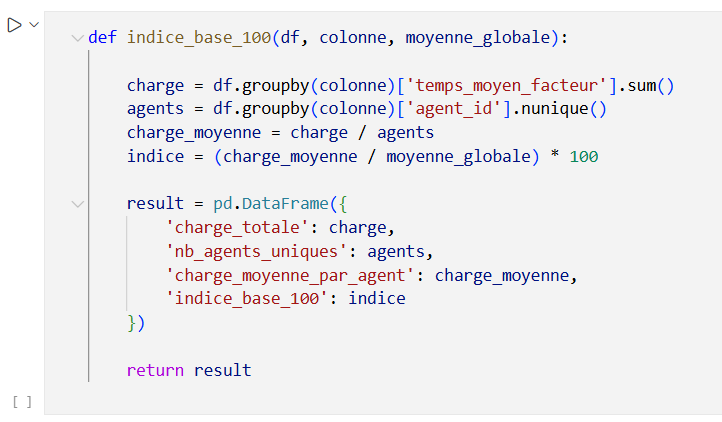 def indice_base_100(df, colonne, moyenne_globale):
charge = df.groupby(colonne)['temps_moyen_facteur'].sum()
agents = df.groupby(colonne)['agent_id'].nunique()
charge_moyenne = charge / agents
indice = (charge_moyenne / moyenne_globale) * 100
result = pd.DataFrame({
'charge_totale': charge,
'nb_agents_uniques': agents,
'charge_moyenne_par_agent': charge_moyenne,
'indice_base_100': indice
})
return result
[ ]